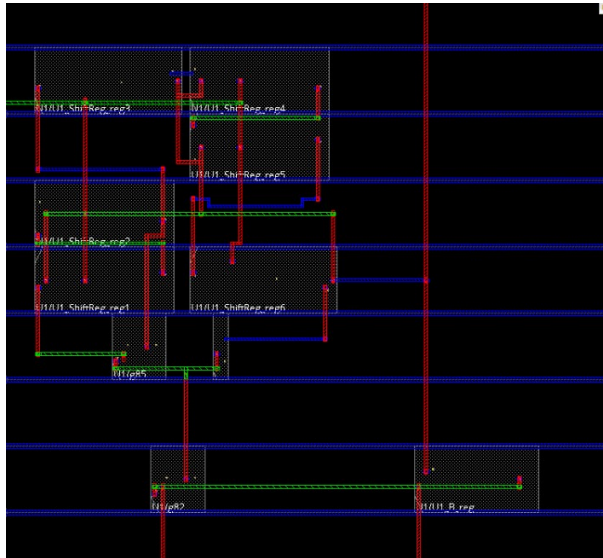 U1/U1_ShiftReg_reg3
U1/U1_ShiftReg_reg4
U1/U1_ShiftReg_reg5
U1/U1_ShiftReg_reg2
U1/U1_ShiftReg_reg1
U1/U1_ShiftReg_reg6
U1/g85
U1/g82
U1/U1_B_reg